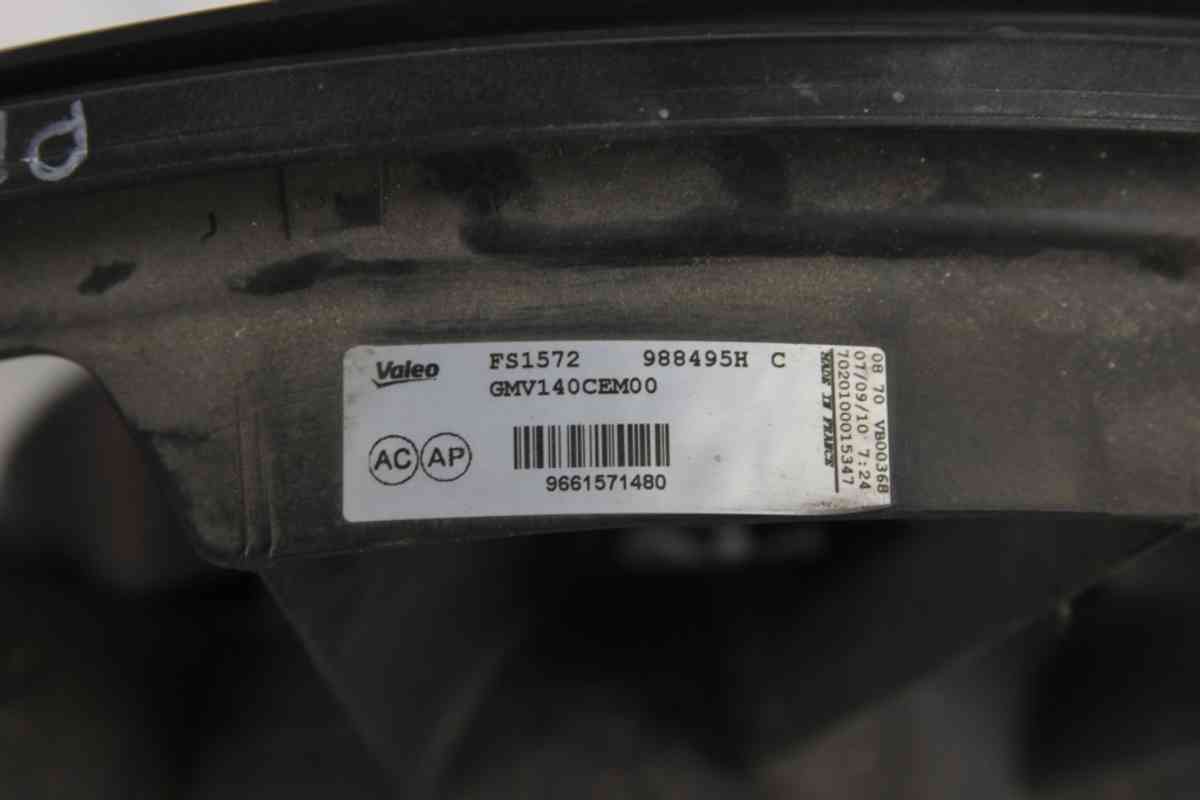 Valeo
FS1572 988495H C
GMV140CEM00
AC AP
9661571480
MADE IN FRANCE
08 70 VB00368
07/09/10 7:24
7020100015347